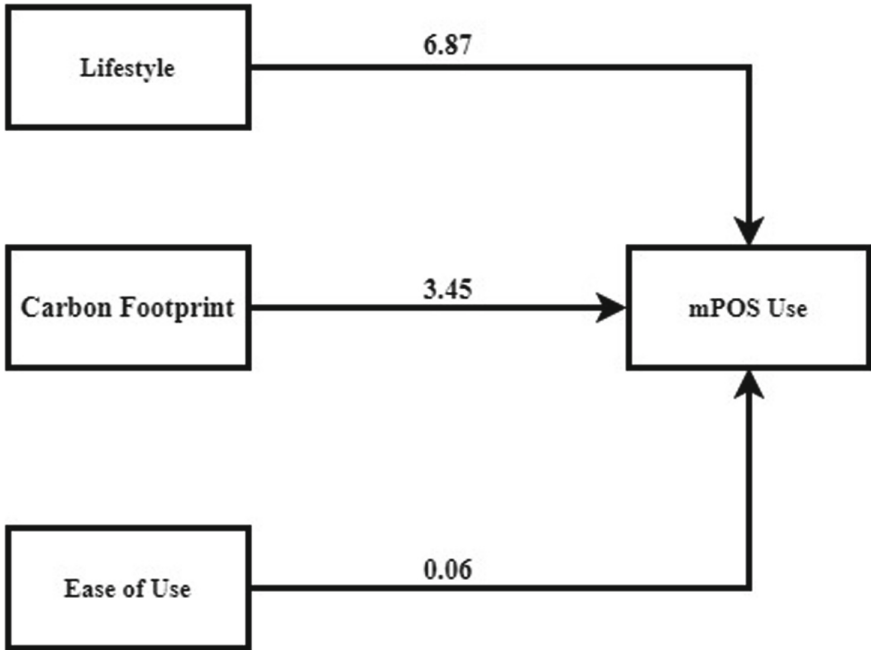 Lifestyle
6.87
Carbon Footprint
3.45
mPOS Use
Ease of Use
0.06